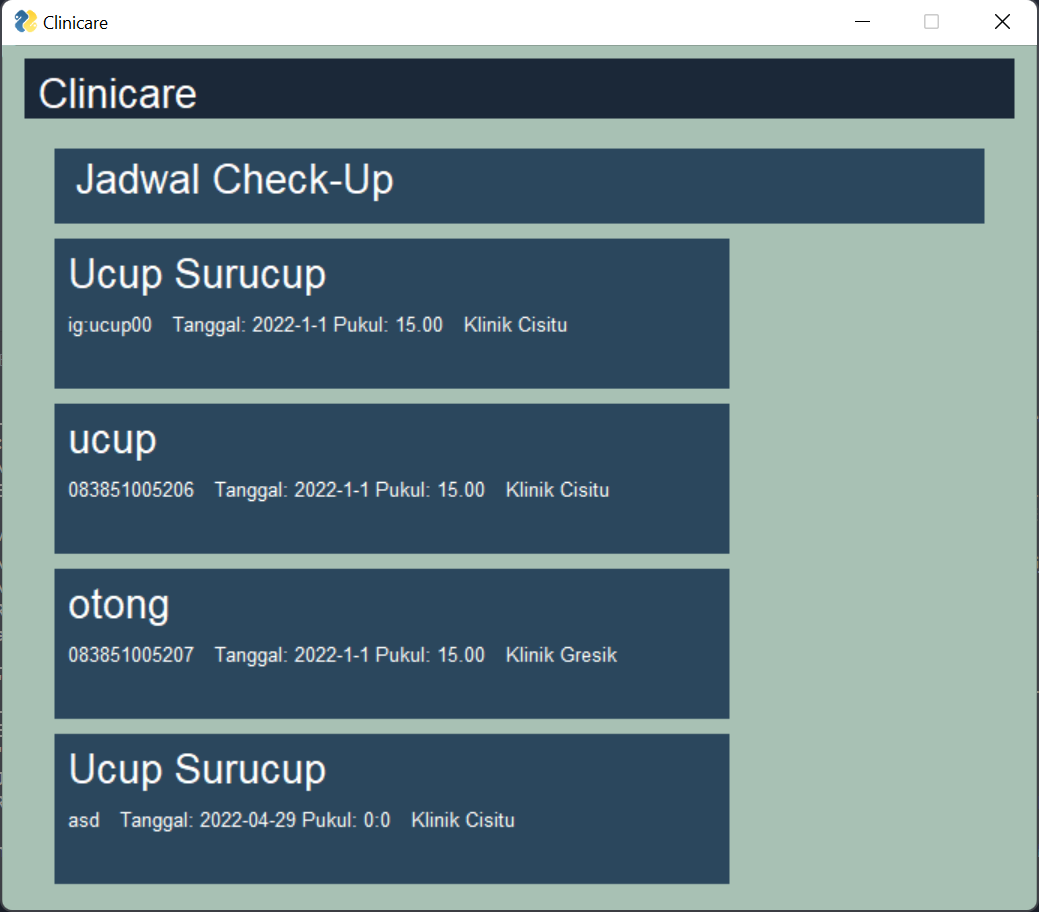 Clinicare
Clinicare
Jadwal Check-Up
Ucup Surucup
ig:ucup00 Tanggal: 2022-1-1 Pukul: 15.00 Klinik Cisitu
ucup
083851005206 Tanggal: 2022-1-1 Pukul: 15.00 Klinik Cisitu
otong
083851005207 Tanggal: 2022-1-1 Pukul: 15.00 Klinik Gresik
Ucup Surucup
asd Tanggal: 2022-04-29 Pukul: 0:0 Klinik Cisitu